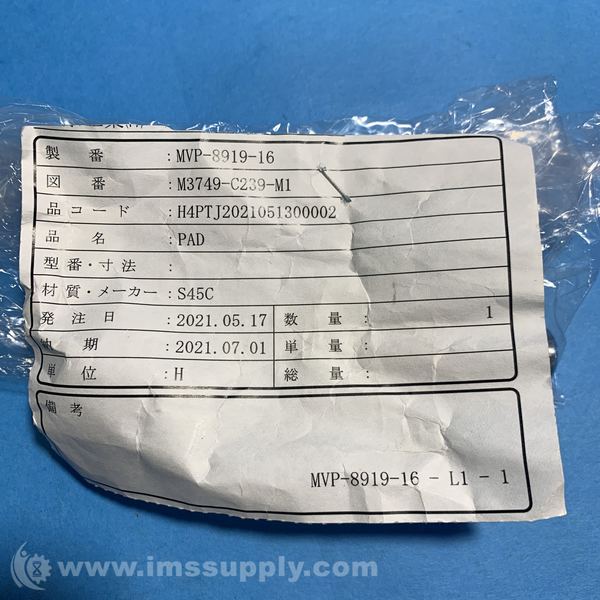 製 番 : MVP-8919-16
図 番 : M3749-C239-M1
品コード : H4PTJ2021051300002
品 名 : PAD
型番・寸法 :
材質・メーカー : S45C
発 注 日 : 2021.05.17 数 量 : 1
期 : 2021.07.01 単 量 :
単 位 : H 総 量 :
備 考
MVP-8919-16 - L1 - 1
www.imssupply.com